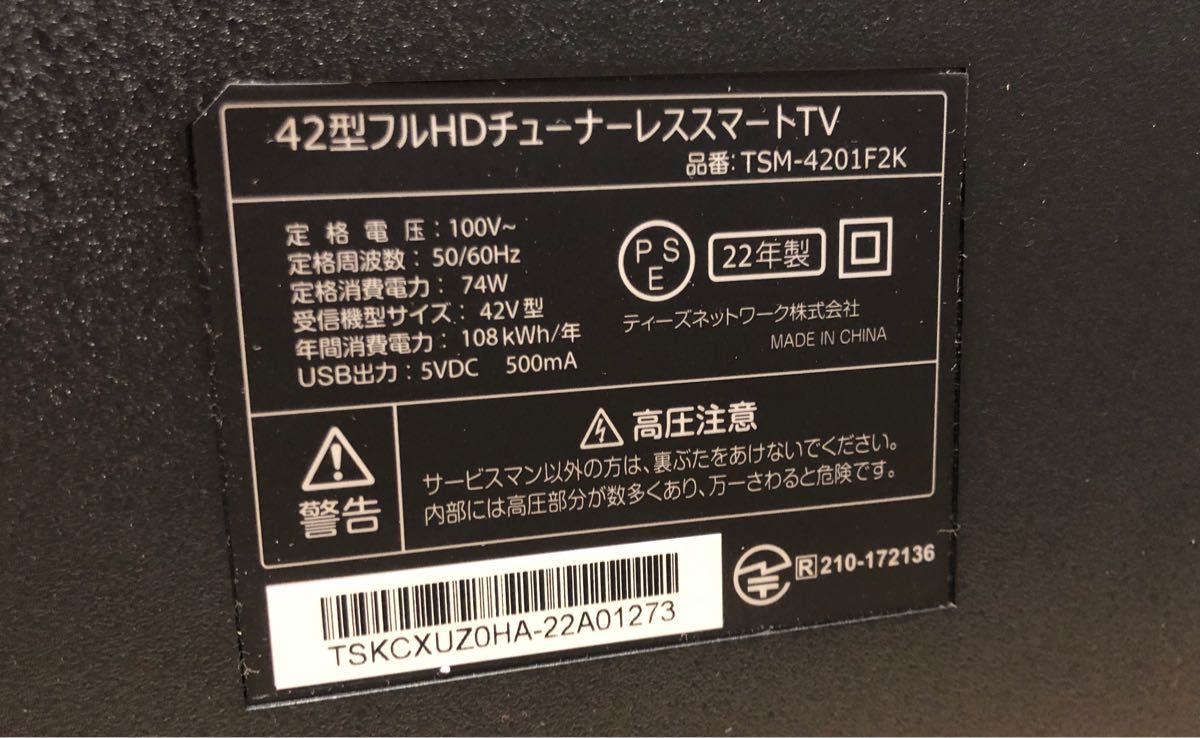 42型フルHDチューナーレススマートTV
品番:TSM-4201F2K
定格電圧:100V~
定格周波数:50/60Hz
定格消費電力:74W
受信機型サイズ:42V型
年間消費電力:108kWh/年
USB出力:5VDC 500mA
PSE
22年製
ティーズネットワーク株式会社
MADE IN CHINA
警告
高圧注意
サービスマン以外の方は、裏ぶたをあけないでください。
内部には高圧部分が数多くあり、万一さわると危険です。
R 210-172136
TSKCXUZ0HA-22A01273